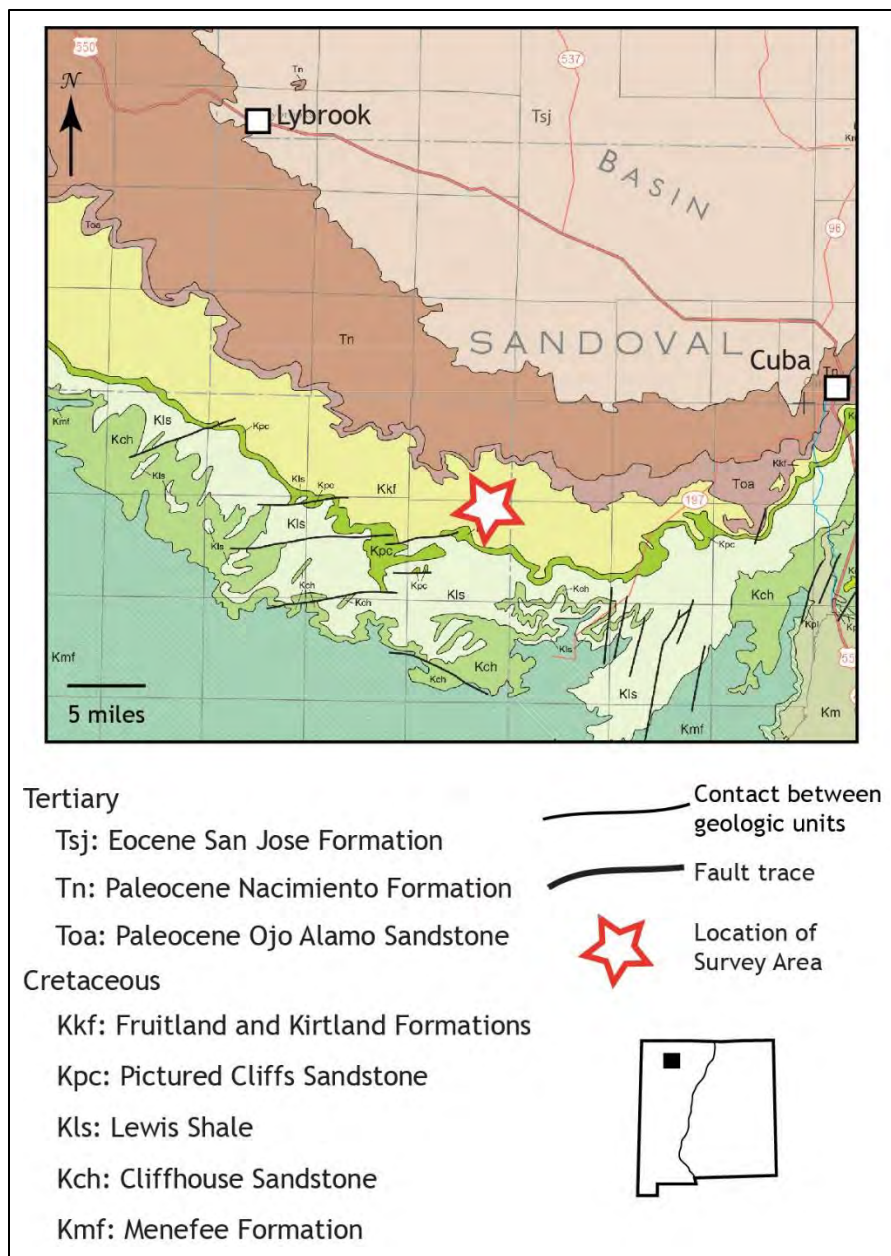 550
N
Tn
537
Lybrook
Tsj
BASIN
96
Toa
Tn
SANDOVAL
Cuba
Tn
Kmf
Kch
Kls
Kpc
Kls
Kls
Kpc
Kkf
Kkf
197
Toa
Kls
Kls
Kpc
Kpc
Kpc
Kch
Kch
Kls
Kch
Kch
Kls
Kch
Kch
Kls
Kmf
Kmf
Km
5 miles
Tertiary
Tsj: Eocene San Jose Formation
Tn: Paleocene Nacimiento Formation
Toa: Paleocene Ojo Alamo Sandstone
Cretaceous
Kkf: Fruitland and Kirtland Formations
Kpc: Pictured Cliffs Sandstone
Kls: Lewis Shale
Kch: Cliffhouse Sandstone
Kmf: Menefee Formation
Contact between
geologic units
Fault trace
Location of
Survey Area